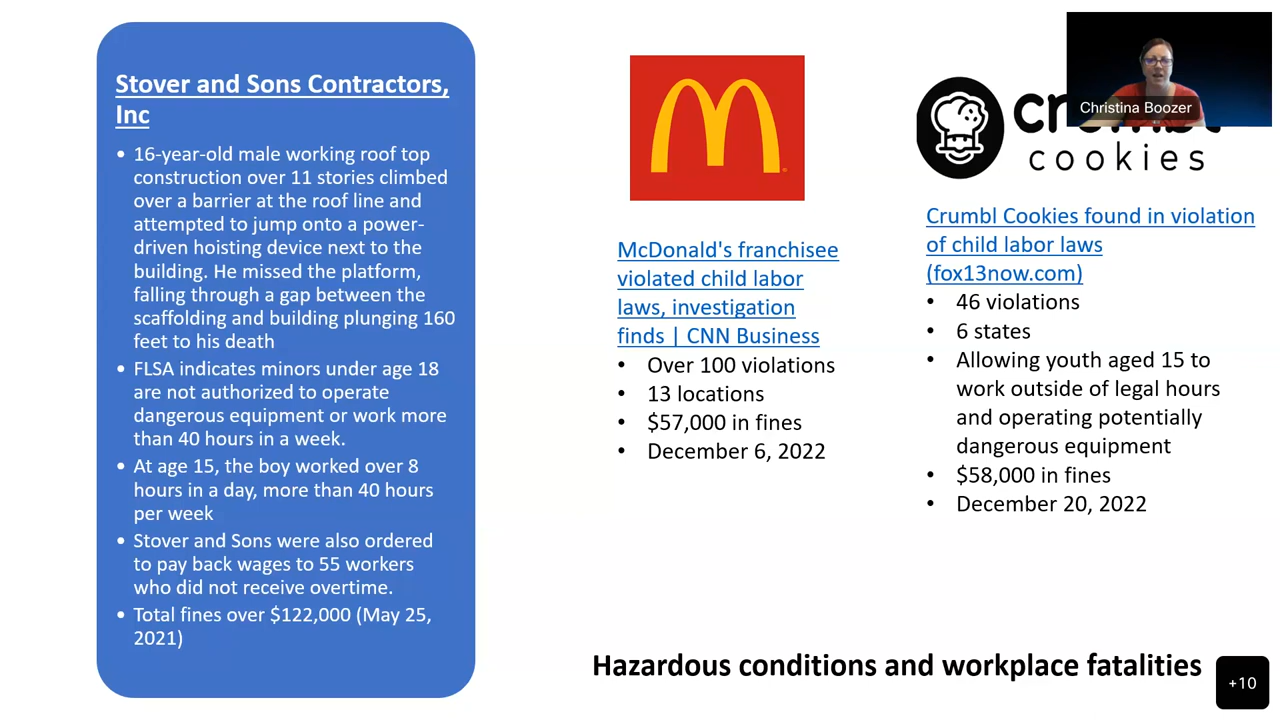 Stover and Sons Contractors,
Inc
• 16-year-old male working roof top
construction over 11 stories climbed
over a barrier at the roof line and
attempted to jump onto a power-
driven hoisting device next to the
building. He missed the platform,
falling through a gap between the
scaffolding and building plunging 160
feet to his death
• FLSA indicates minors under age 18
are not authorized to operate
dangerous equipment or work more
than 40 hours in a week.
• At age 15, the boy worked over 8
hours in a day, more than 40 hours
per week
• Stover and Sons were also ordered
to pay back wages to 55 workers
who did not receive overtime.
• Total fines over $122,000 (May 25,
2021)
McDonald's franchisee
violated child labor
laws, investigation
finds | CNN Business
• Over 100 violations
• 13 locations
• $57,000 in fines
• December 6, 2022
Christina Boozer
cookies
Crumbl Cookies found in violation
of child labor laws
(fox13now.com)
• 46 violations
• 6 states
• Allowing youth aged 15 to
work outside of legal hours
and operating potentially
dangerous equipment
• $58,000 in fines
• December 20, 2022
Hazardous conditions and workplace fatalities
+10